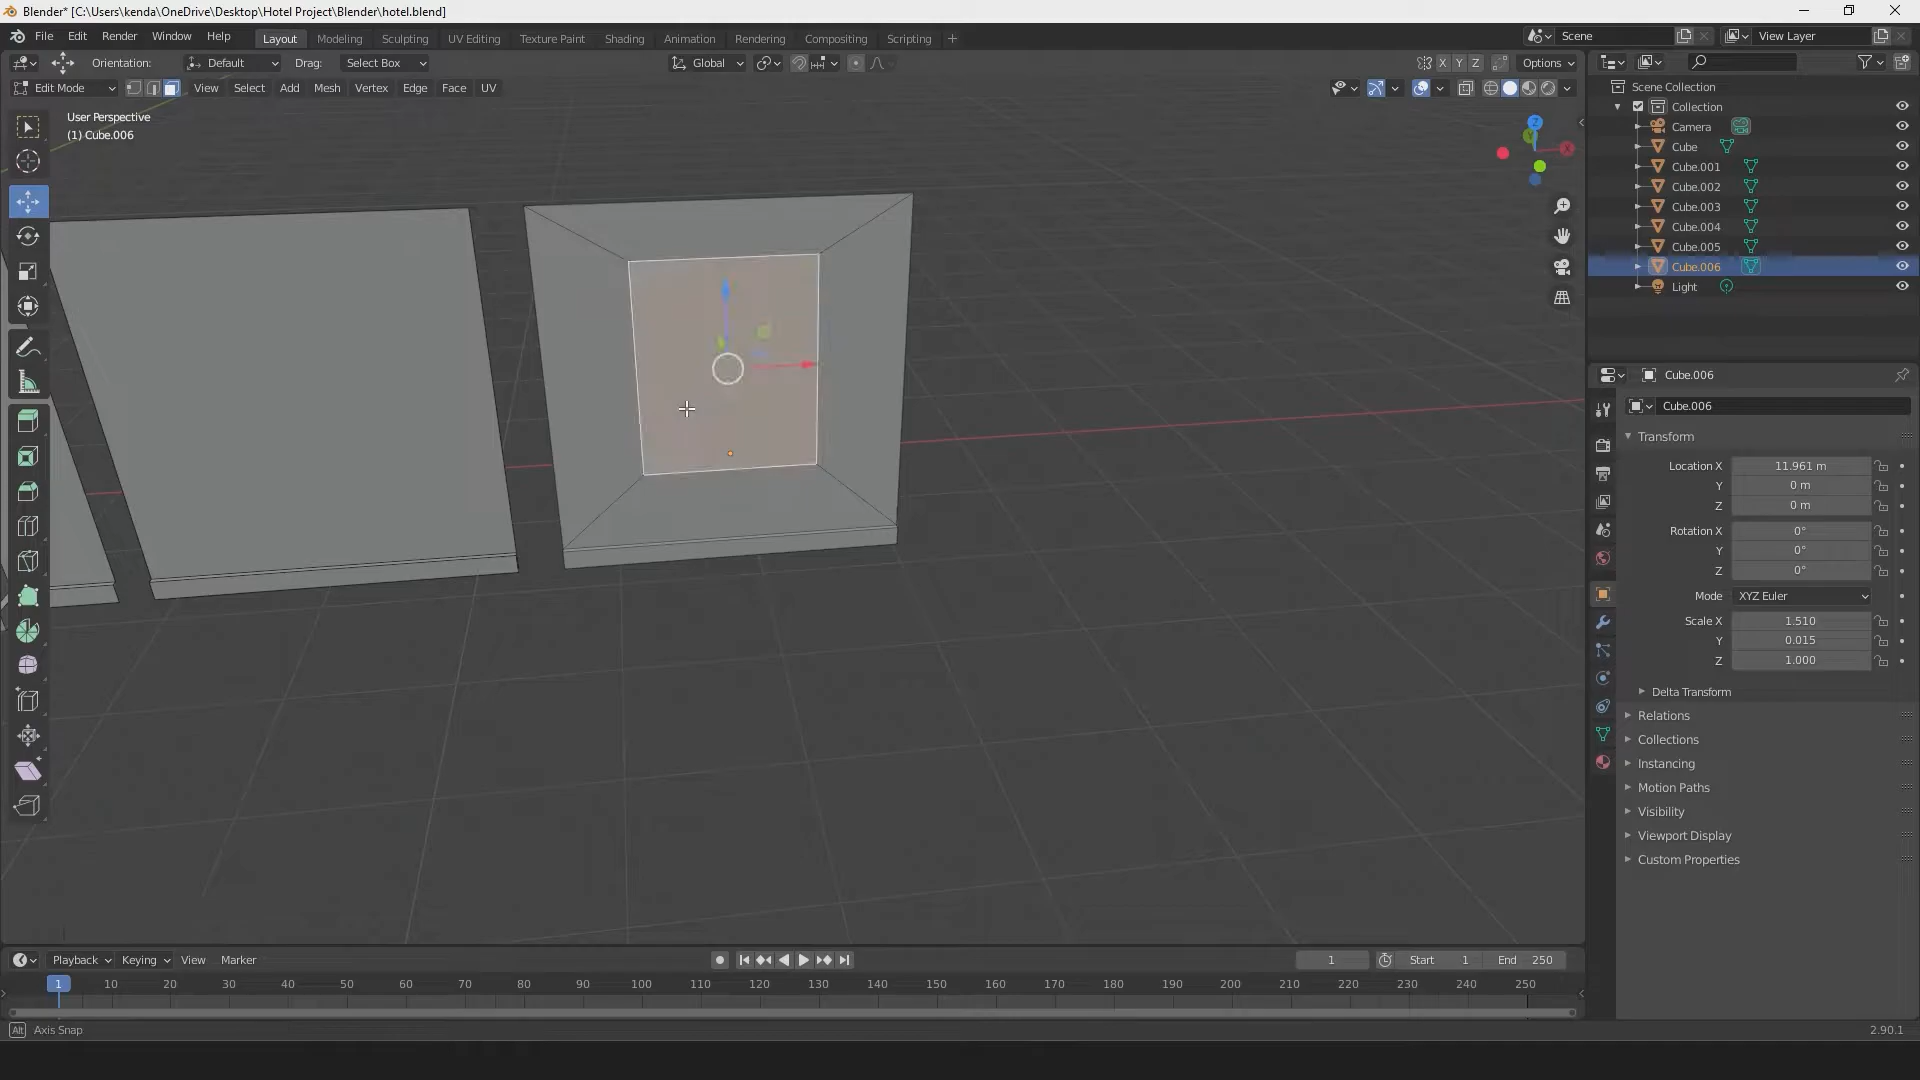 Blender* [C:\Users\kenda\OneDrive\Desktop\Hotel Project\Blender\hotel.blend]
File Edit Render Window Help Layout Modeling Sculpting UV Editing Texture Paint Shading Animation Rendering Compositing Scripting + Scene View Layer
Orientation: Default Drag: Select Box Global X Y Z Options
Edit Mode View Select Add Mesh Vertex Edge Face UV
User Perspective
(1) Cube.006
Z
Y
X
Scene Collection
Collection
Camera
Cube
Cube.001
Cube.002
Cube.003
Cube.004
Cube.005
Cube.006
Light
Cube.006
Cube.006
Transform
Location X 11.961 m
Y 0 m
Z 0 m
Rotation X 0°
Y 0°
Z 0°
Mode XYZ Euler
Scale X 1.510
Y 0.015
Z 1.000
Delta Transform
Relations
Collections
Instancing
Motion Paths
Visibility
Viewport Display
Custom Properties
Playback Keying View Marker 1 Start 1 End 250
1 10 20 30 40 50 60 70 80 90 100 110 120 130 140 150 160 170 180 190 200 210 220 230 240 250
Alt Axis Snap 2.90.1